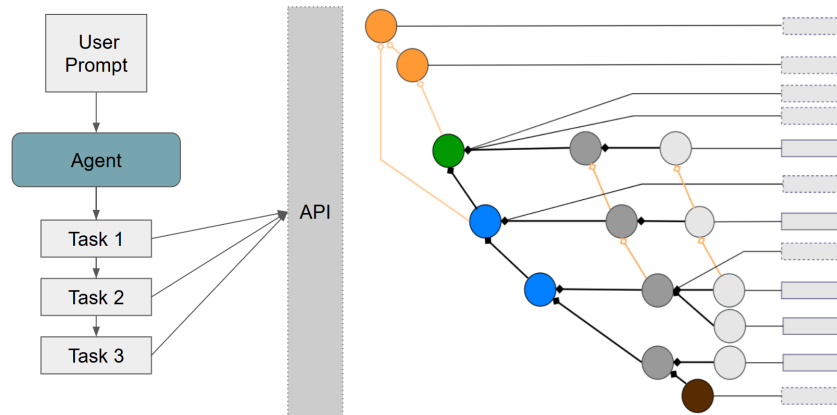 User
Prompt
Agent
API
Task 1
Task 2
Task 3